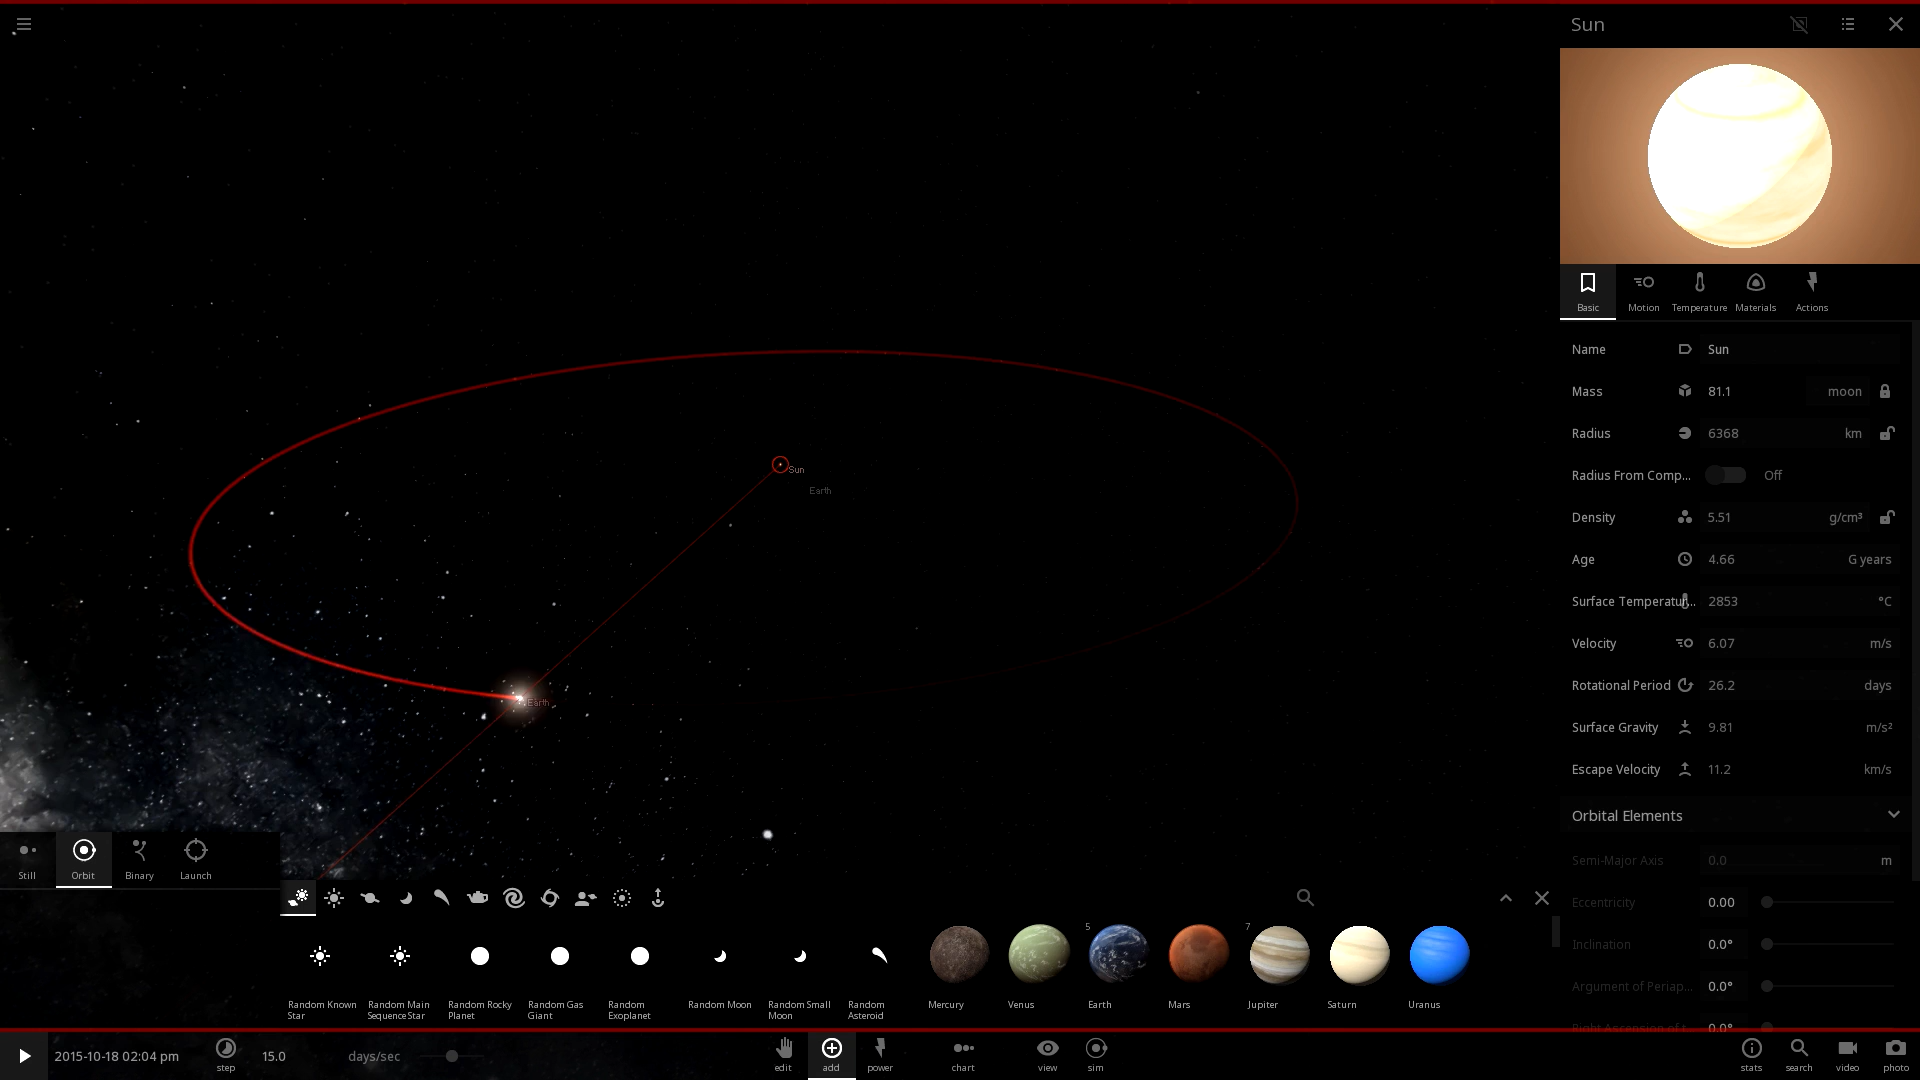 Sun
Sun
Earth
Earth
Basic
Motion
Temperature
Materials
Actions
Name Sun
Mass 81.1 moon
Radius 6368 km
Radius From Comp... Off
Density 5.51 g/cm³
Age 4.66 G years
Surface Temperatur... 2853 °C
Velocity 6.07 m/s
Rotational Period 26.2 days
Surface Gravity 9.81 m/s²
Escape Velocity 11.2 km/s
Orbital Elements
Semi-Major Axis 0.0 m
Eccentricity 0.00
Inclination 0.0°
Argument of Periap... 0.0°
Right Ascension of t... 0.0°
Still
Orbit
Binary
Launch
5
7
Random Known
Star
Random Main
Sequence Star
Random Rocky
Planet
Random Gas
Giant
Random
Exoplanet
Random Moon
Random Small
Moon
Random
Asteroid
Mercury
Venus
Earth
Mars
Jupiter
Saturn
Uranus
2015-10-18 02:04 pm
step
15.0 days/sec
edit
add
power
chart
view
sim
stats
search
video
photo